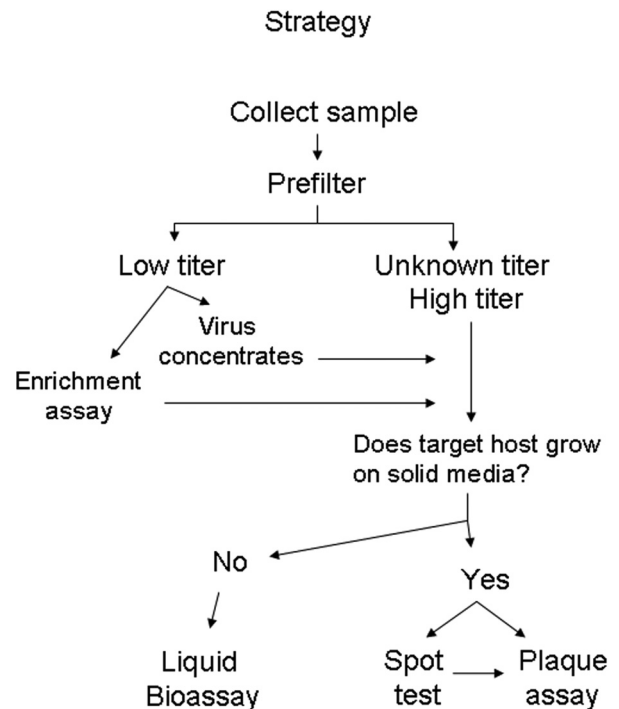 Strategy
Collect sample
Prefilter
Low titer
Unknown titer
High titer
Virus
concentrates
Enrichment
assay
Does target host grow
on solid media?
No
Yes
Liquid
Bioassay
Spot
test
Plaque
assay